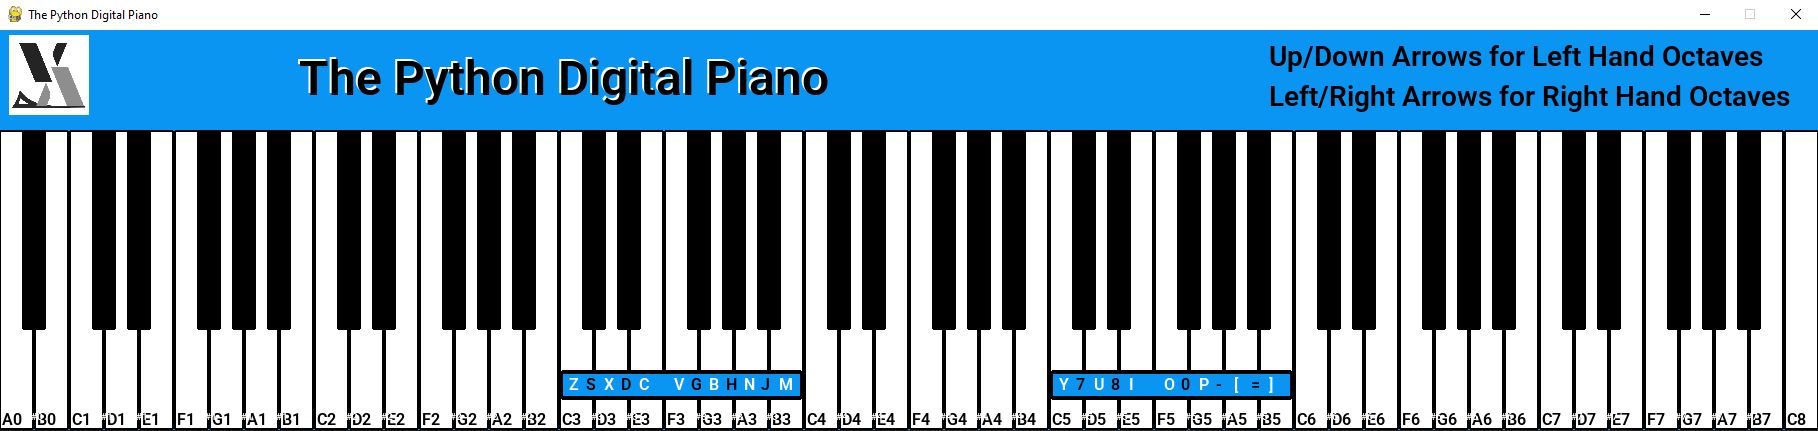 The Python Digital Piano
The Python Digital Piano
Up/Down Arrows for Left Hand Octaves
Left/Right Arrows for Right Hand Octaves
Z S X D C V G B H N J M
Y 7 U 8 I O 0 P - [ = ]
A0 B0 C1 D1 E1 F1 G1 A1 B1 C2 D2 E2 F2 G2 A2 B2 C3 D3 E3 F3 G3 A3 B3 C4 D4 E4 F4 G4 A4 B4 C5 D5 E5 F5 G5 A5 B5 C6 D6 E6 F6 G6 A6 B6 C7 D7 E7 F7 G7 A7 B7 C8